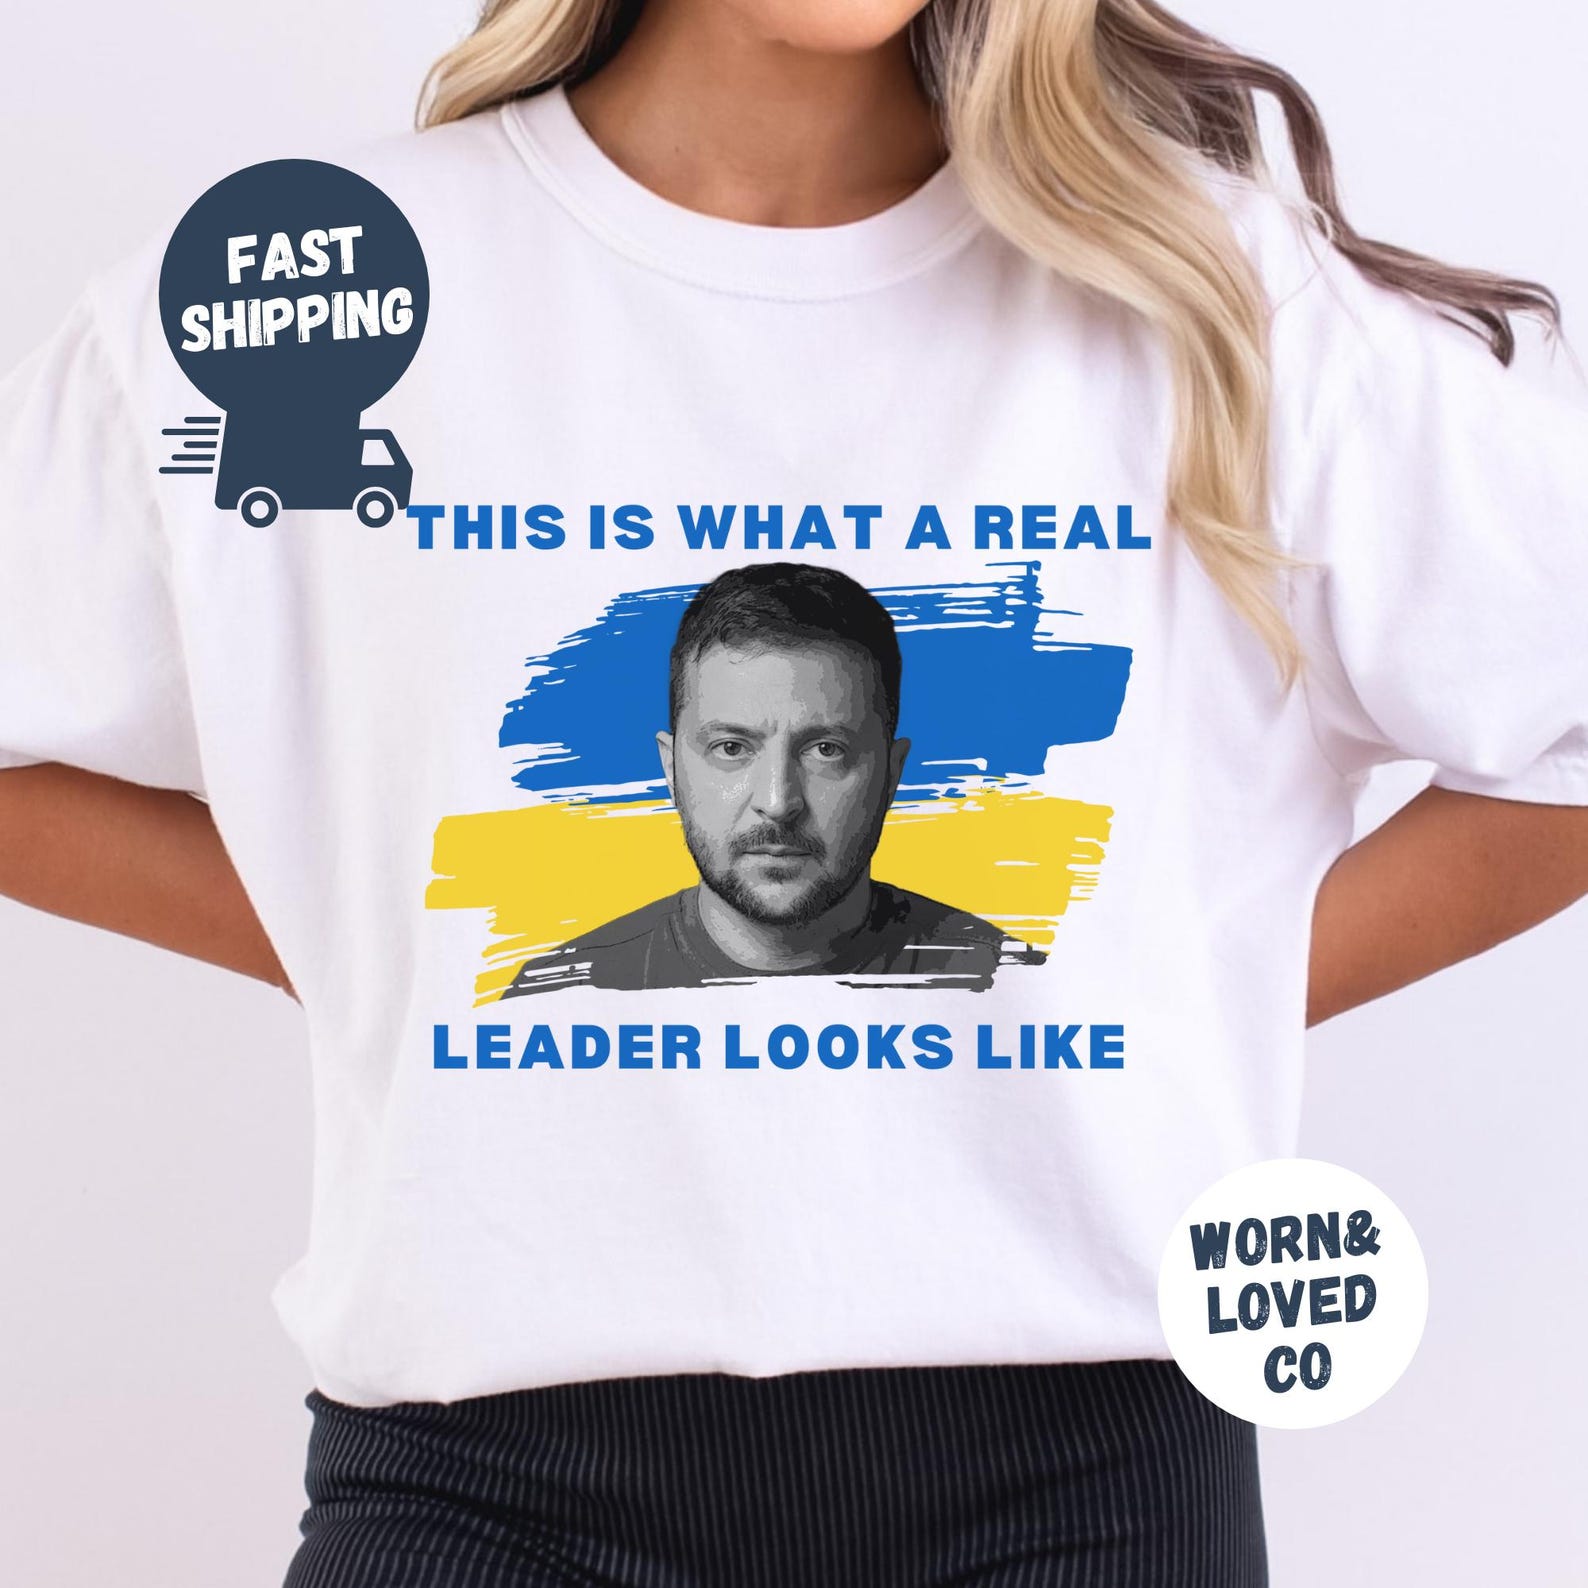 FAST
SHIPPING
THIS IS WHAT A REAL
LEADER LOOKS LIKE
WORN&
LOVED
CO